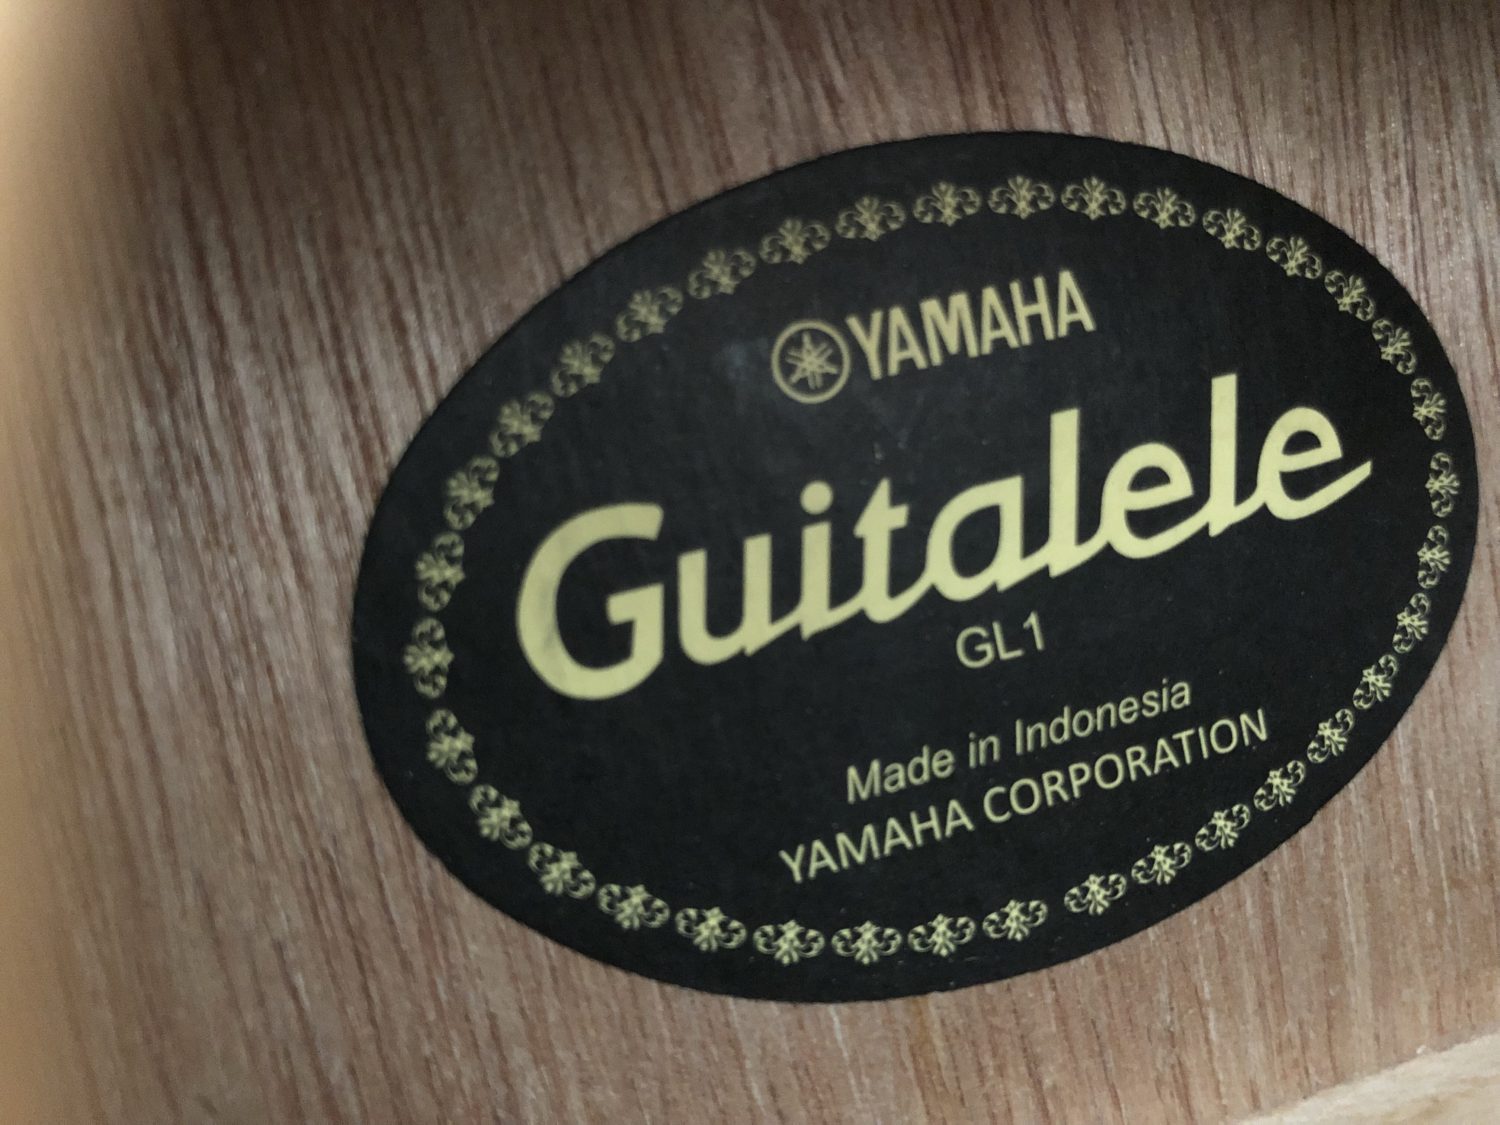 YAMAHA
Guitalele
GL1
Made in Indonesia
YAMAHA CORPORATION